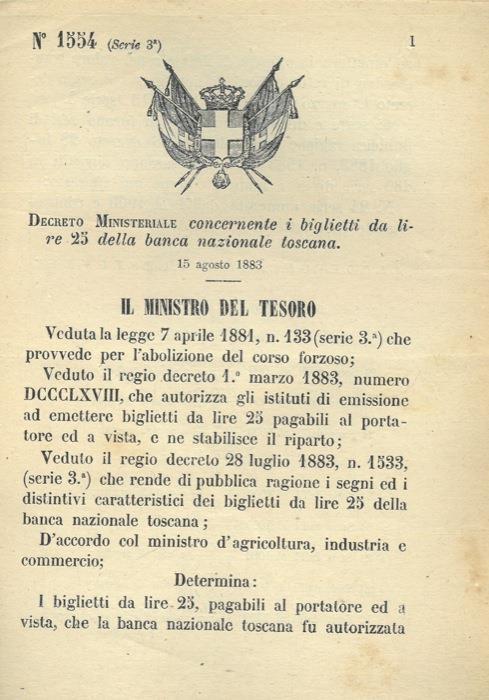 N° 1554 (Serie 3ª) 1
DECRETO MINISTERIALE concernente i biglietti da li-
re 25 della banca nazionale toscana.
15 agosto 1883
IL MINISTRO DEL TESORO
Veduta la legge 7 aprile 1881, n. 133 (serie 3.ª) che
provvede per l'abolizione del corso forzoso;
Veduto il regio decreto 1.° marzo 1883, numero
DCCCLXVIII, che autorizza gli istituti di emissione
ad emettere biglietti da lire 25 pagabili al porta-
tore ed a vista, e ne stabilisce il riparto;
Veduto il regio decreto 28 luglio 1883, n. 1533,
(serie 3.ª) che rende di pubblica ragione i segni ed i
distintivi caratteristici dei biglietti da lire 25 della
banca nazionale toscana;
D'accordo col ministro d'agricoltura, industria e
commercio;
Determina:
I biglietti da lire 25, pagabili al portatore ed a
vista, che la banca nazionale toscana fu autorizzata